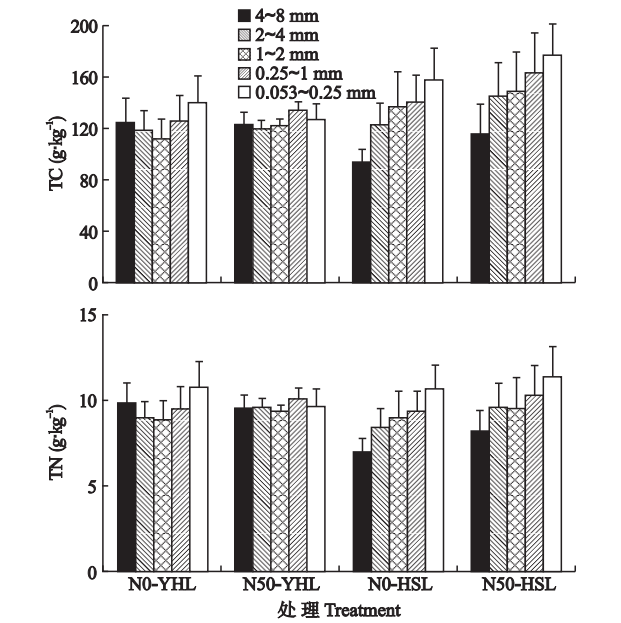 TC (g·kg⁻¹)
200
160
120
80
40
0
4~8 mm
2~4 mm
1~2 mm
0.25~1 mm
0.053~0.25 mm
TN (g·kg⁻¹)
15
10
5
0
N0-YHL N50-YHL N0-HSL N50-HSL
处 理 Treatment